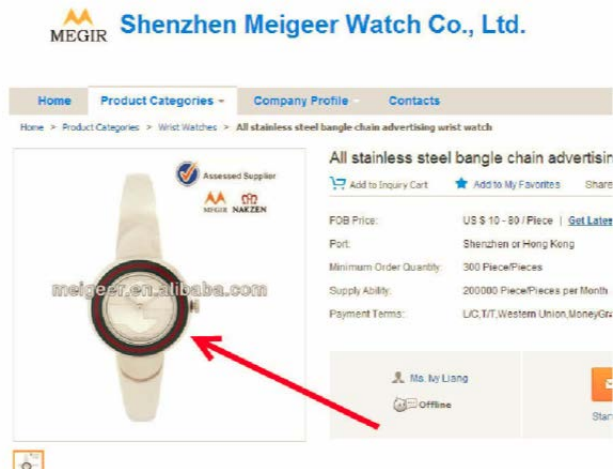 MEGIR
Shenzhen Meigeer Watch Co., Ltd.
Home Product Categories Company Profile Contacts
Home > Product Categories > Wrist Watches > All stainless steel bangle chain advertising wrist watch
Assessed Supplier
MEGIR NAKZEN
meigeer.en.alibaba.com
All stainless steel bangle chain advertisin
Add to Inquiry Cart Add to My Favorites Share
FOB Price: US $ 10 - 80 / Piece | Get Lates
Port: Shenzhen or Hong Kong
Minimum Order Quantity: 300 Piece/Pieces
Supply Ability: 200000 Piece/Pieces per Month
Payment Terms: L/C,T/T,Western Union,MoneyGra
Ms. Ivy Liang
Offline
Star